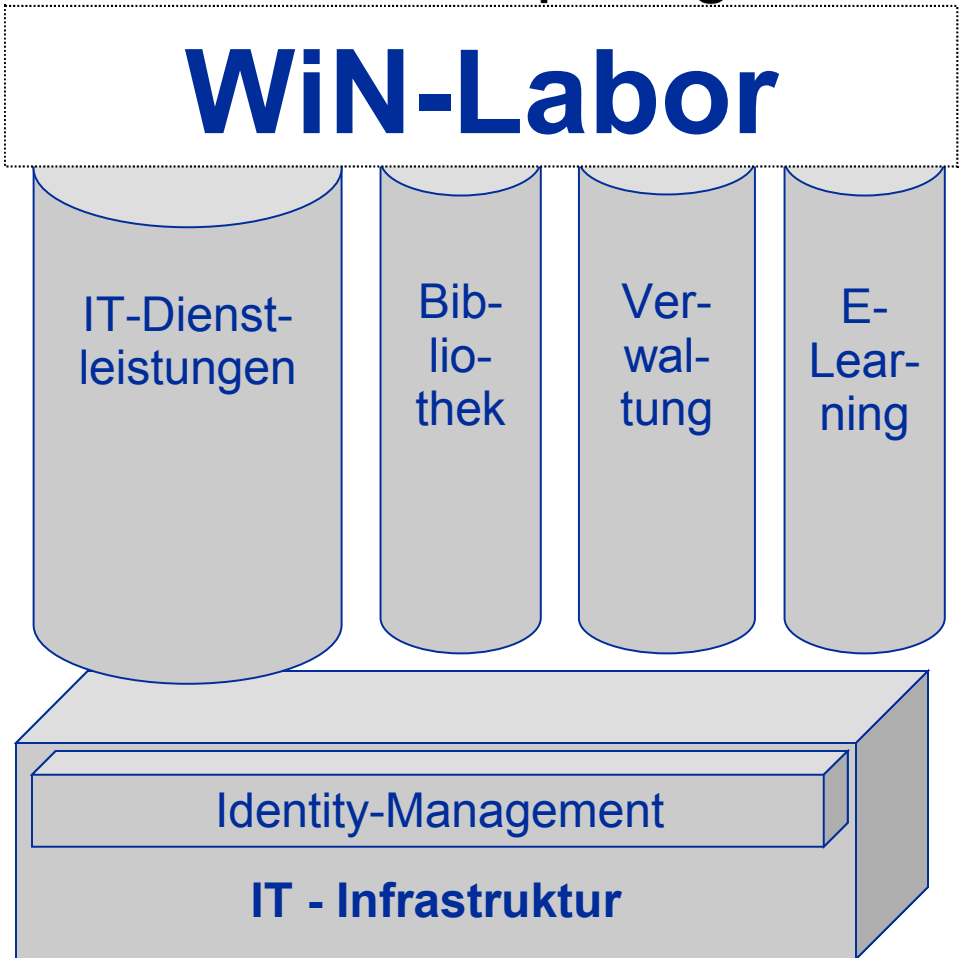 WiN-Labor
IT-Dienst-
leistungen
Bib-
lio-
thek
Ver-
wal-
tung
E-
Lear-
ning
Identity-Management
IT - Infrastruktur